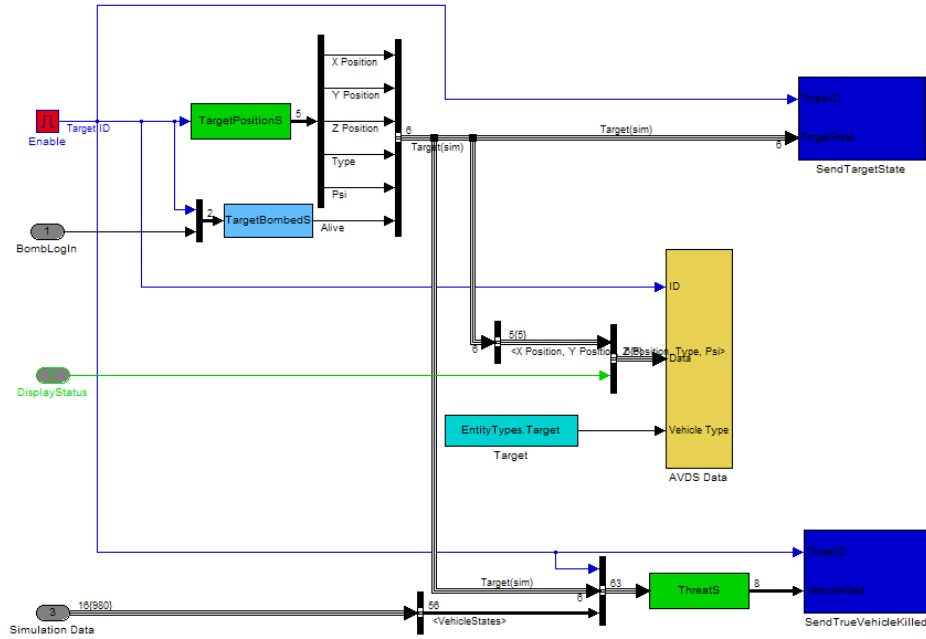 X Position
Y Position
ThreatID
5
TargetPositionS
Z Position
6
Target(sim)
Target ID
Target(sim)
TargetState
6
Enable
Type
SendTargetState
Psi
2
TargetBombedS
Alive
1
BombLogIn
ID
5{5}
6
<X Position, Y Position, Z Position, Type, Psi>
Data
DisplayStatus
EntityTypes.Target
Vehicle Type
Target
AVDS Data
ThreatID
Target(sim)
6
63
ThreatS
8
VehicleKilled
16{980}
56
3
<VehicleStates>
Simulation Data
SendTrueVehicleKilled